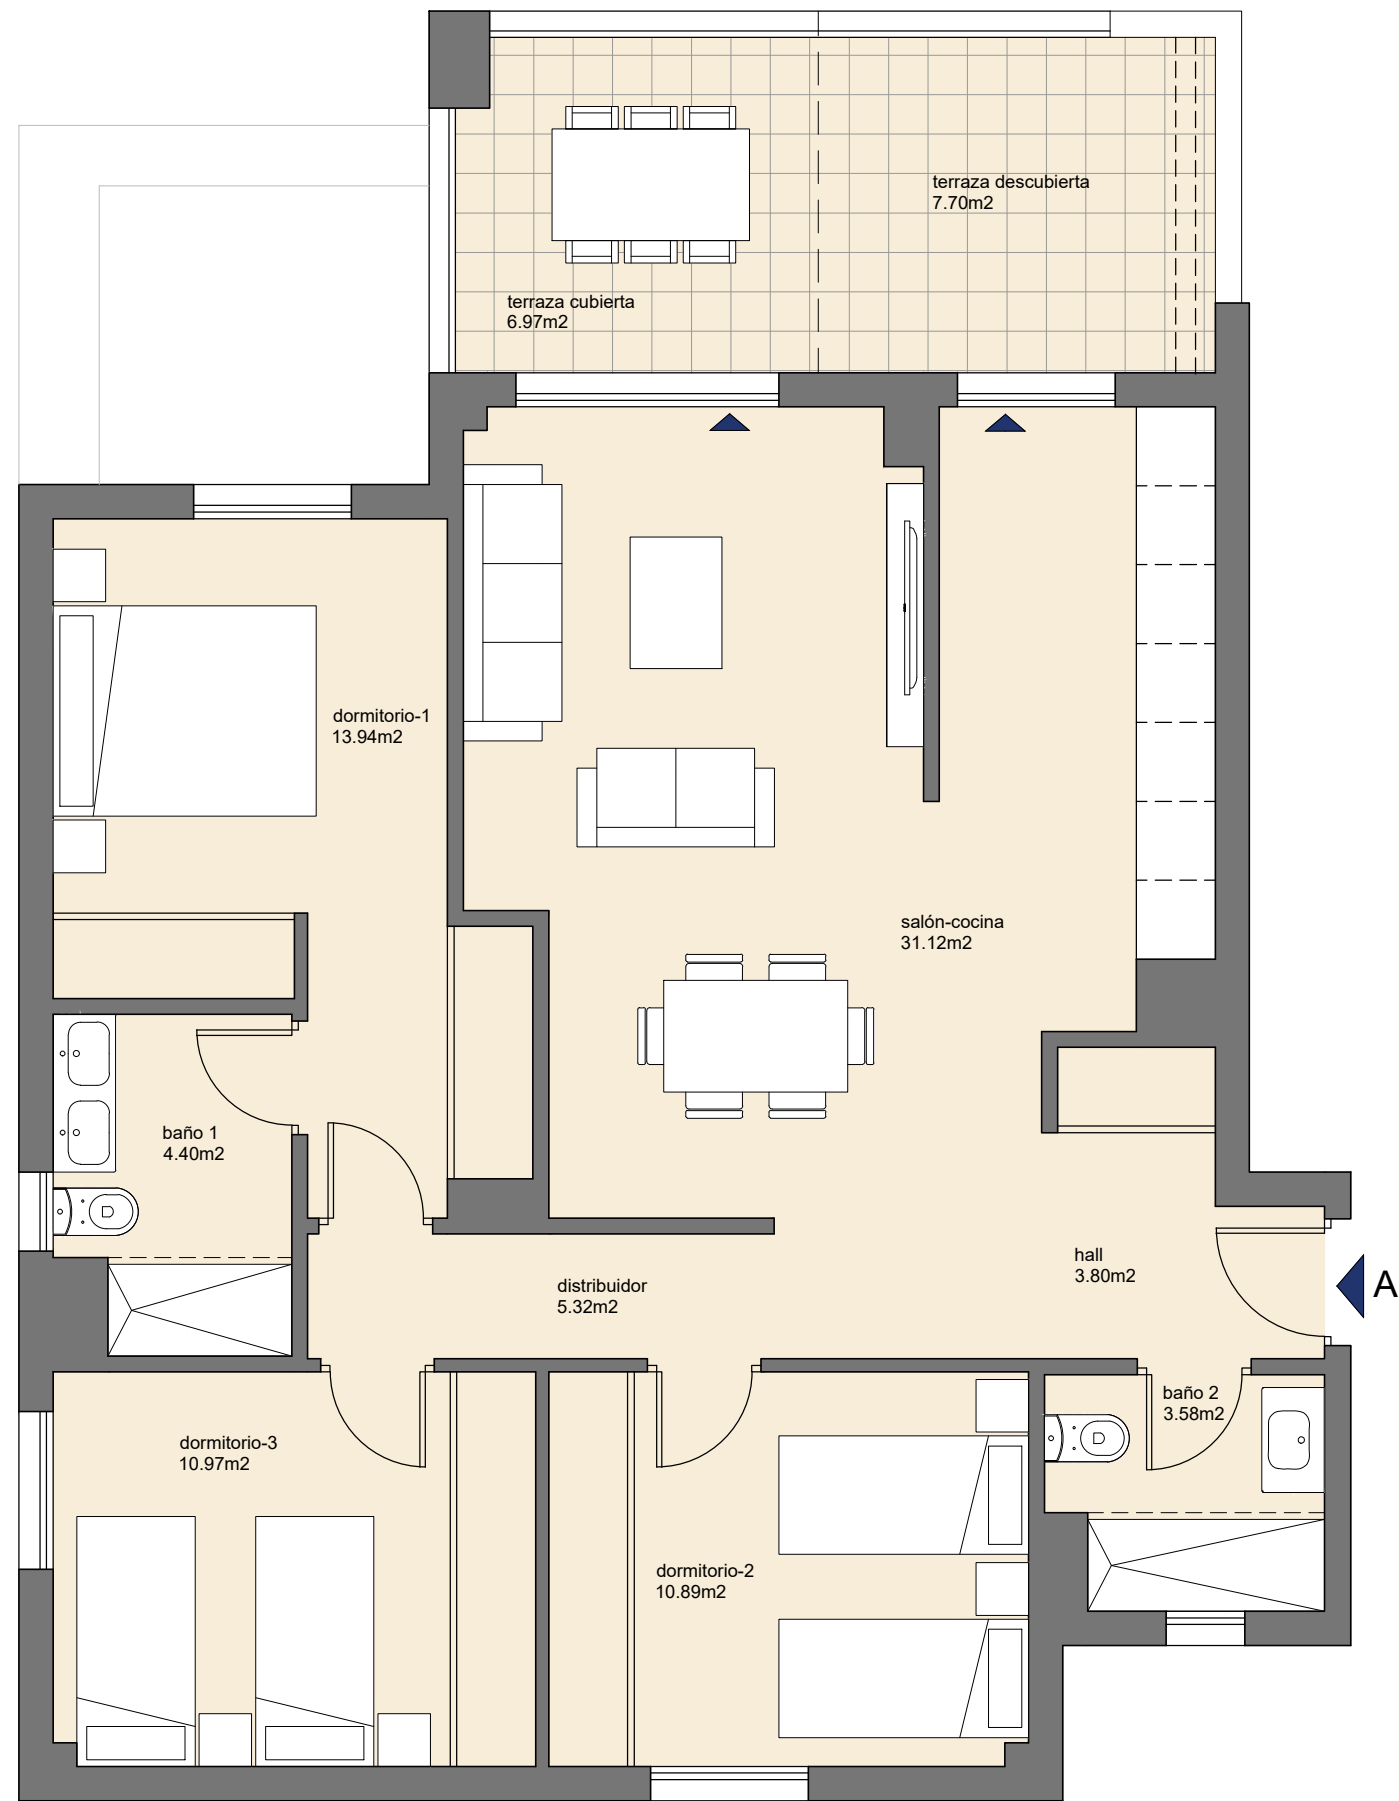 terraza descubierta
7.70m2
terraza cubierta
6.97m2
dormitorio-1
13.94m2
salón-cocina
31.12m2
baño 1
4.40m2
hall
3.80m2
distribuidor
5.32m2
A
baño 2
3.58m2
dormitorio-3
10.97m2
dormitorio-2
10.89m2